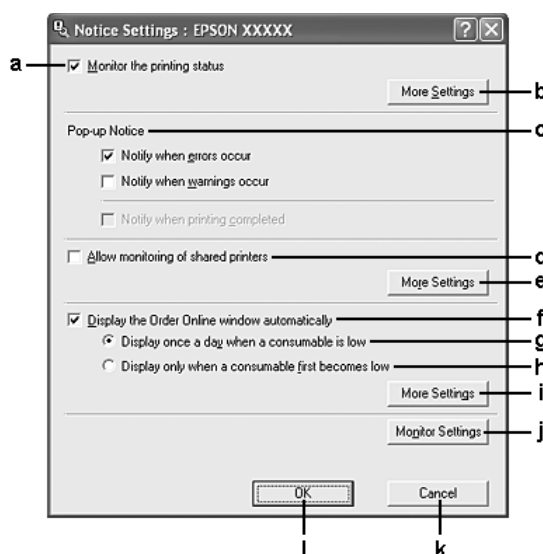 Notice Settings : EPSON XXXXX
a
Monitor the printing status
More Settings
b
Pop-up Notice
c
Notify when errors occur
Notify when warnings occur
Notify when printing completed
Allow monitoring of shared printers
d
More Settings
e
Display the Order Online window automatically
f
Display once a day when a consumable is low
g
Display only when a consumable first becomes low
h
More Settings
i
Monitor Settings
j
OK
Cancel
l
k